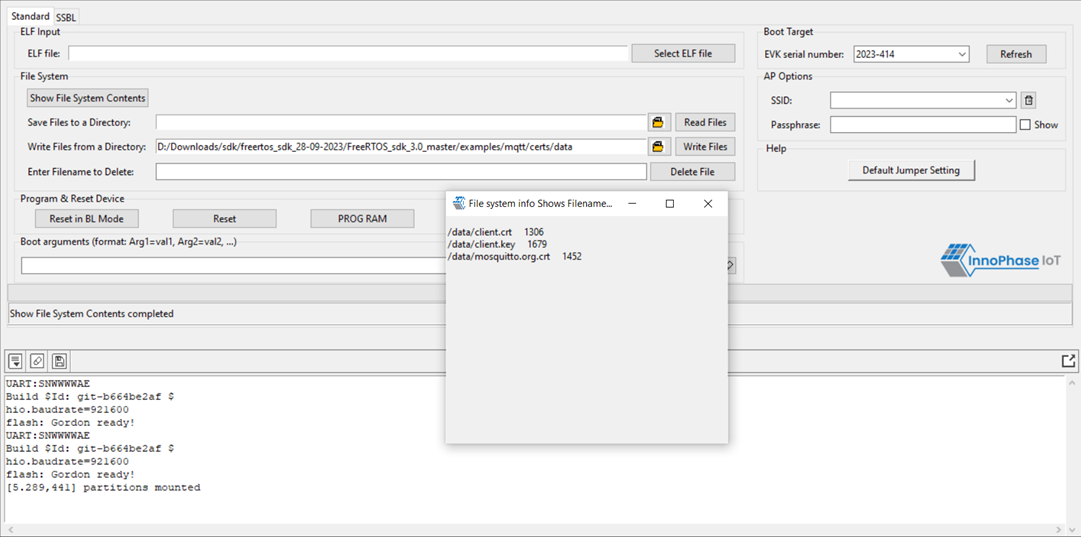 Standard SSBL
ELF Input
ELF file: Select ELF file
Boot Target
EVK serial number: 2023-414 Refresh
File System
Show File System Contents
Save Files to a Directory: Read Files
Write Files from a Directory: D:/Downloads/sdk/freertos_sdk_28-09-2023/FreeRTOS_sdk_3.0_master/examples/mqtt/certs/data Write Files
Enter Filename to Delete: Delete File
AP Options
SSID:
Passphrase: Show
Help
Default Jumper Setting
Program & Reset Device
Reset in BL Mode Reset PROG RAM
Boot arguments (format: Arg1=val1, Arg2=val2, ...)
File system info Shows Filename...
/data/client.crt 1306
/data/client.key 1679
/data/mosquitto.org.crt 1452
InnoPhase IoT
Show File System Contents completed
UART:SNWWWWAE
Build $Id: git-b664be2af $
hio.baudrate=921600
flash: Gordon ready!
UART:SNWWWWAE
Build $Id: git-b664be2af $
hio.baudrate=921600
flash: Gordon ready!
[5.289,441] partitions mounted